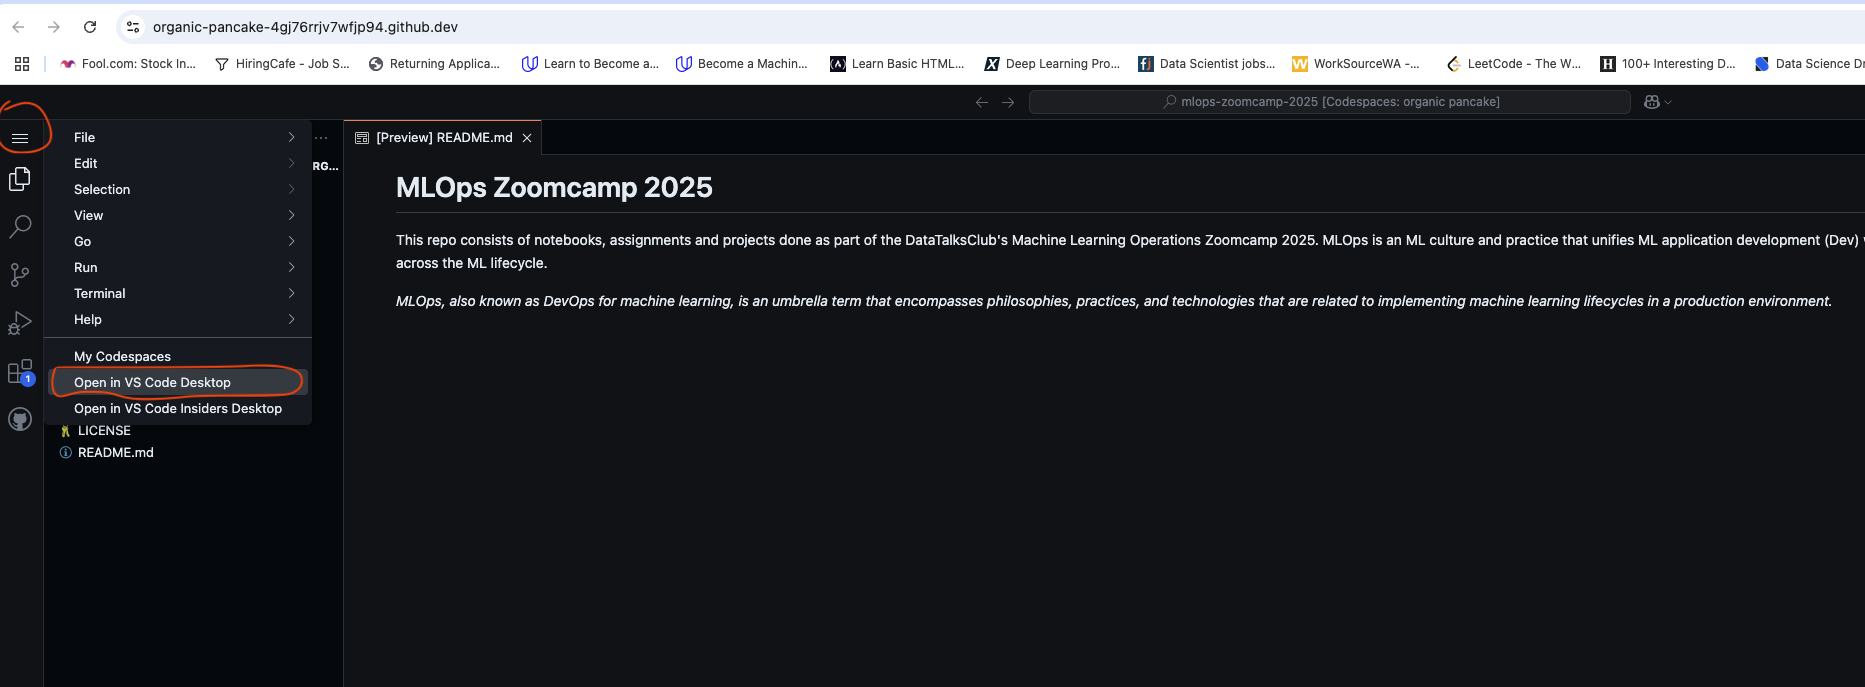 organic-pancake-4gj76rrjv7wfjp94.github.dev
Fool.com: Stock In...
HiringCafe - Job S...
Returning Applica...
Learn to Become a...
Become a Machin...
Learn Basic HTML...
Deep Learning Pro...
Data Scientist jobs...
WorkSourceWA -...
LeetCode - The W...
100+ Interesting D...
Data Science Dr
mlops-zoomcamp-2025 [Codespaces: organic pancake]
File
Edit
Selection
View
Go
Run
Terminal
Help
My Codespaces
Open in VS Code Desktop
Open in VS Code Insiders Desktop
1
...
RG...
LICENSE
README.md
[Preview] README.md
MLOps Zoomcamp 2025
This repo consists of notebooks, assignments and projects done as part of the DataTalksClub's Machine Learning Operations Zoomcamp 2025. MLOps is an ML culture and practice that unifies ML application development (Dev)
across the ML lifecycle.
MLOps, also known as DevOps for machine learning, is an umbrella term that encompasses philosophies, practices, and technologies that are related to implementing machine learning lifecycles in a production environment.